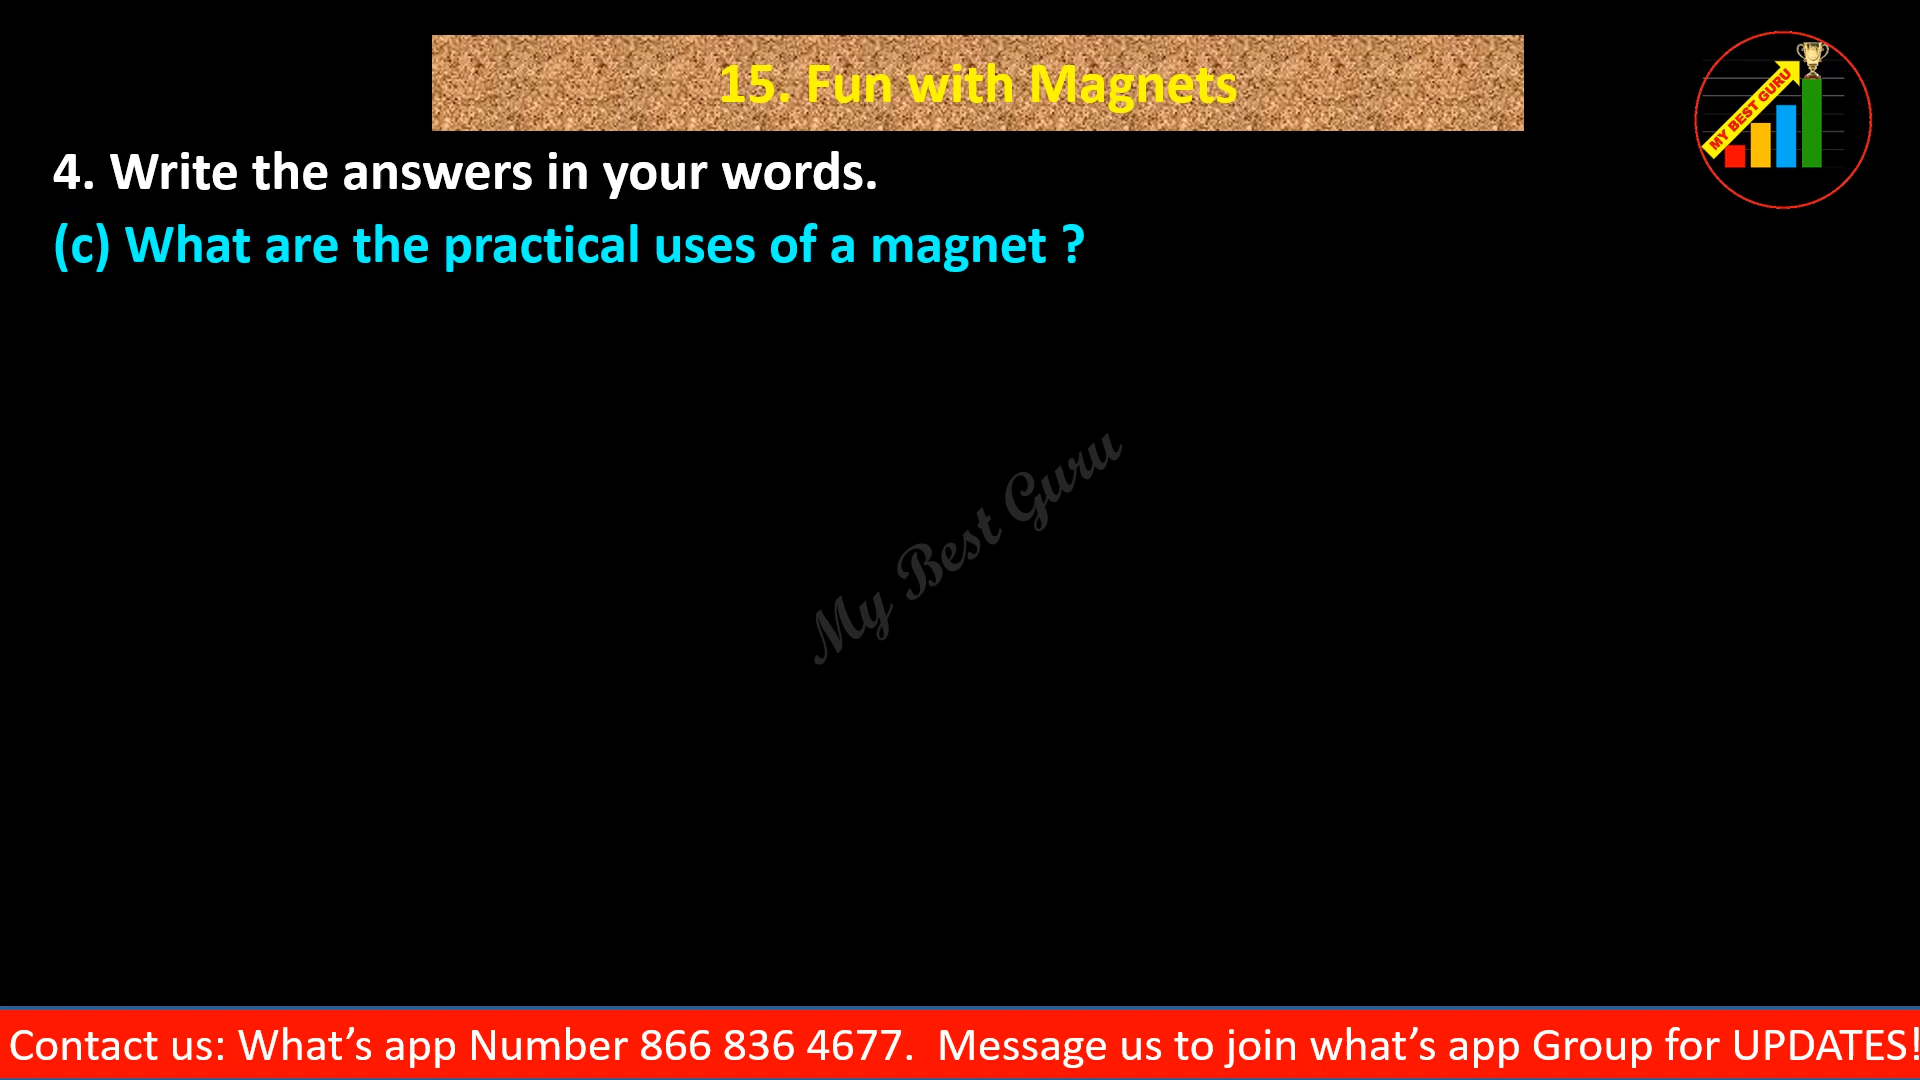 15. Fun with Magnets
MY BEST GURU
4. Write the answers in your words.
(c) What are the practical uses of a magnet ?
My Best Guru
Contact us: What’s app Number 866 836 4677.  Message us to join what’s app Group for UPDATES!